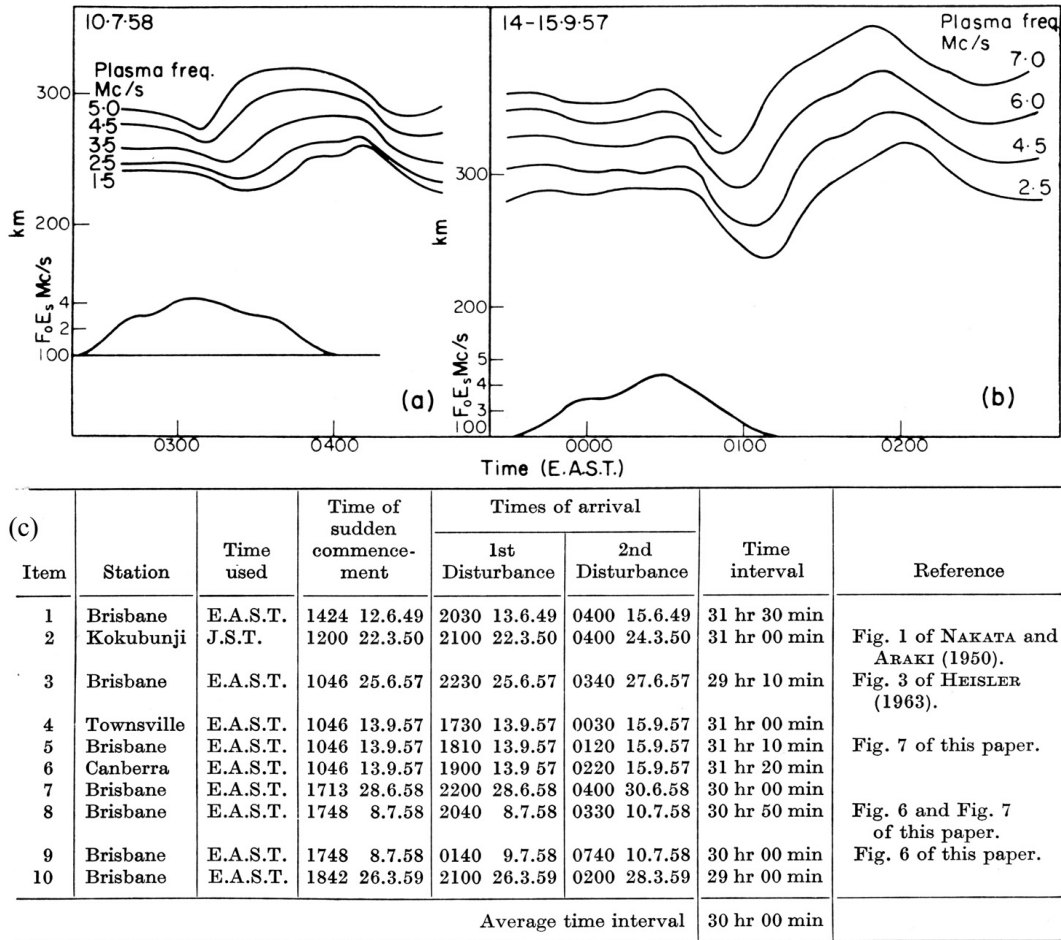 10·7·58
Plasma freq.
Mc/s
5·0
4·5
3·5
2·5
1·5
300
200
km
FoEs Mc/s
4
2
100
0300
0400
(a)
14-15·9·57
Plasma freq.
Mc/s
7·0
6·0
4·5
2·5
300
200
km
FoEs Mc/s
5
4
3
100
0000
0100
0200
(b)
Time (E.A.S.T.)
(c)
Item Station Time used Time of sudden commence-ment Times of arrival Time interval Reference
1st Disturbance 2nd Disturbance
1 Brisbane E.A.S.T. 1424 12.6.49 2030 13.6.49 0400 15.6.49 31 hr 30 min
2 Kokubunji J.S.T. 1200 22.3.50 2100 22.3.50 0400 24.3.50 31 hr 00 min Fig. 1 of NAKATA and
ARAKI (1950).
3 Brisbane E.A.S.T. 1046 25.6.57 2230 25.6.57 0340 27.6.57 29 hr 10 min Fig. 3 of HEISLER
(1963).
4 Townsville E.A.S.T. 1046 13.9.57 1730 13.9.57 0030 15.9.57 31 hr 00 min
5 Brisbane E.A.S.T. 1046 13.9.57 1810 13.9.57 0120 15.9.57 31 hr 10 min Fig. 7 of this paper.
6 Canberra E.A.S.T. 1046 13.9.57 1900 13.9 57 0220 15.9.57 31 hr 20 min
7 Brisbane E.A.S.T. 1713 28.6.58 2200 28.6.58 0400 30.6.58 30 hr 00 min
8 Brisbane E.A.S.T. 1748 8.7.58 2040 8.7.58 0330 10.7.58 30 hr 50 min Fig. 6 and Fig. 7
of this paper.
9 Brisbane E.A.S.T. 1748 8.7.58 0140 9.7.58 0740 10.7.58 30 hr 00 min Fig. 6 of this paper.
10 Brisbane E.A.S.T. 1842 26.3.59 2100 26.3.59 0200 28.3.59 29 hr 00 min
Average time interval 30 hr 00 min